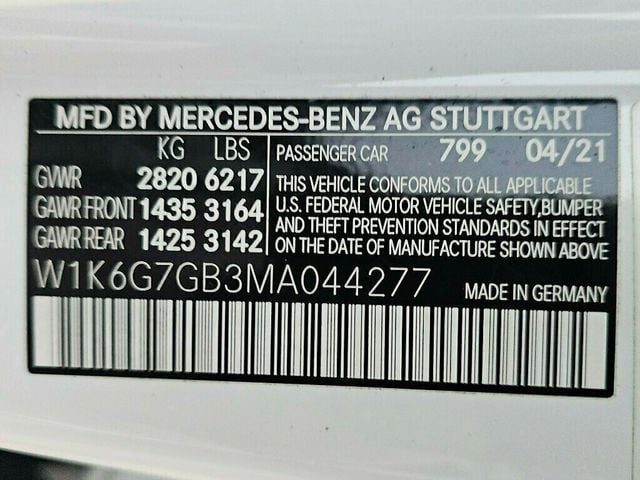 MFD BY MERCEDES-BENZ AG STUTTGART
KG LBS PASSENGER CAR 799 04/21
GVWR 2820 6217
GAWR FRONT 1435 3164
GAWR REAR 1425 3142
THIS VEHICLE CONFORMS TO ALL APPLICABLE
U.S. FEDERAL MOTOR VEHICLE SAFETY,BUMPER
AND THEFT PREVENTION STANDARDS IN EFFECT
ON THE DATE OF MANUFACTURE SHOWN ABOVE
W1K6G7GB3MA044277 MADE IN GERMANY